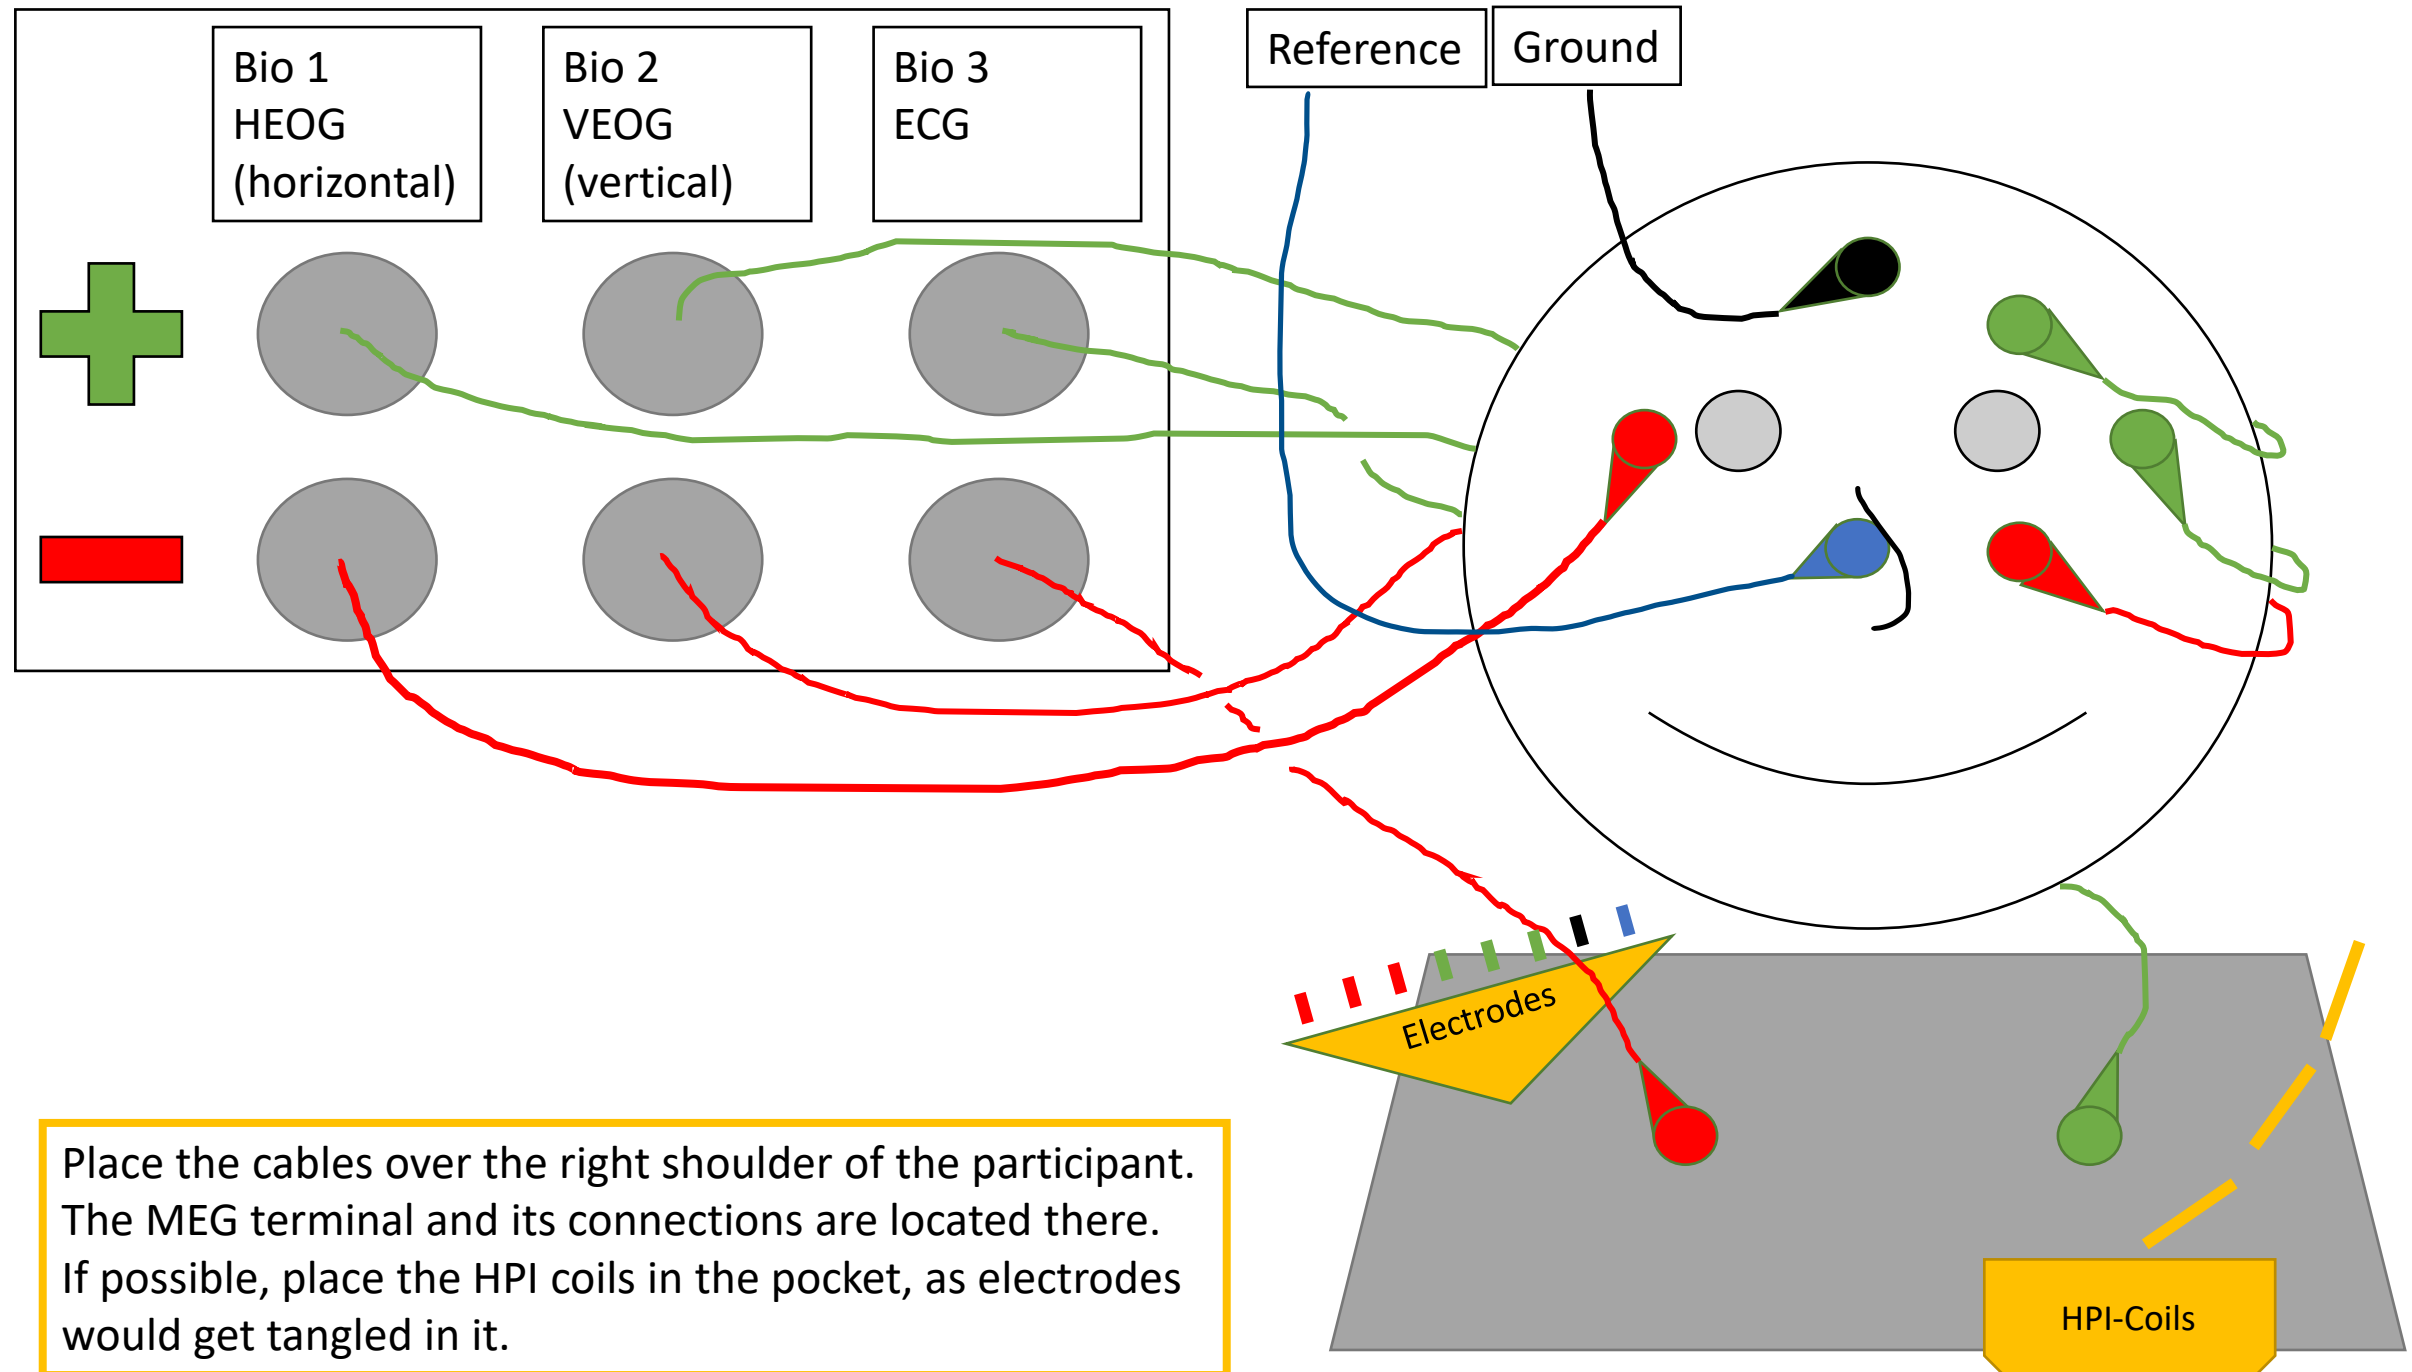 Bio 1
HEOG
(horizontal)
Bio 2
VEOG
(vertical)
Bio 3
ECG
Reference
Ground
Electrodes
Place the cables over the right shoulder of the participant.
The MEG terminal and its connections are located there.
If possible, place the HPI coils in the pocket, as electrodes
would get tangled in it.
HPI-Coils